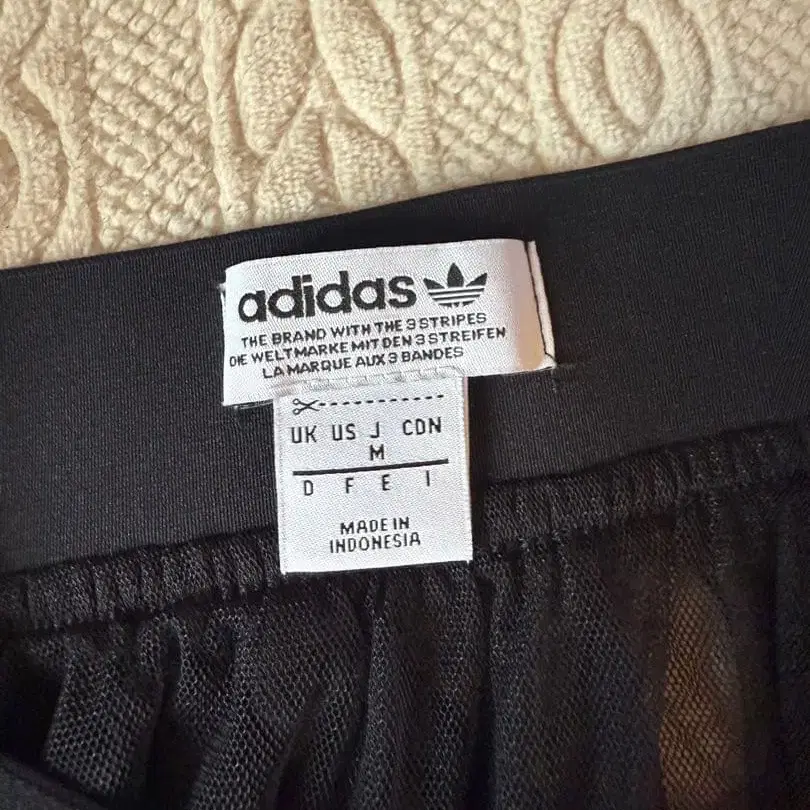 adidas
THE BRAND WITH THE 3 STRIPES
DIE WELTMARKE MIT DEN 3 STREIFEN
LA MARQUE AUX 3 BANDES
UK US J CDN
M
D F E I
MADE IN
INDONESIA